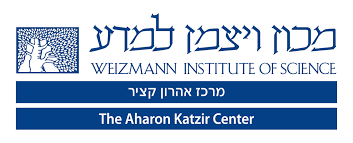 מכון ויצמן למדע
WEIZMANN INSTITUTE OF SCIENCE
מרכז אהרון קציר
The Aharon Katzir Center